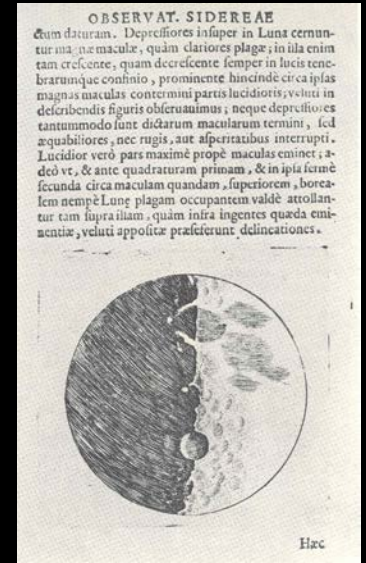 OBSERVAT. SIDEREAE
ctum daturam. Depressiores insuper in Luna cernun-
tur magnæ maculæ, quàm clariores plagæ; in illa enim
tam crescente, quam decrescente semper in lucis tene-
brarumque confinio, prominente hincindè circa ipsas
magnas maculas contermini partis lucidioris; veluti in
describendis figuris obseruauimus; neque depressiores
tantummodo sunt dictarum macularum termini, sed
æquabiliores, nec rugis, aut asperitatibus interrupti.
Lucidior verò pars maximè propè maculas eminet; a-
deò vt, & ante quadraturam primam, & in ipsa fermè
secunda circa maculam quandam, superiorem, borea-
lem nempè Lunę plagam occupantem valdè attollan-
tur tam supra illam, quàm infra ingentes quæda emi-
nentiæ, veluti appositæ præseferunt delineationes.
Hæc